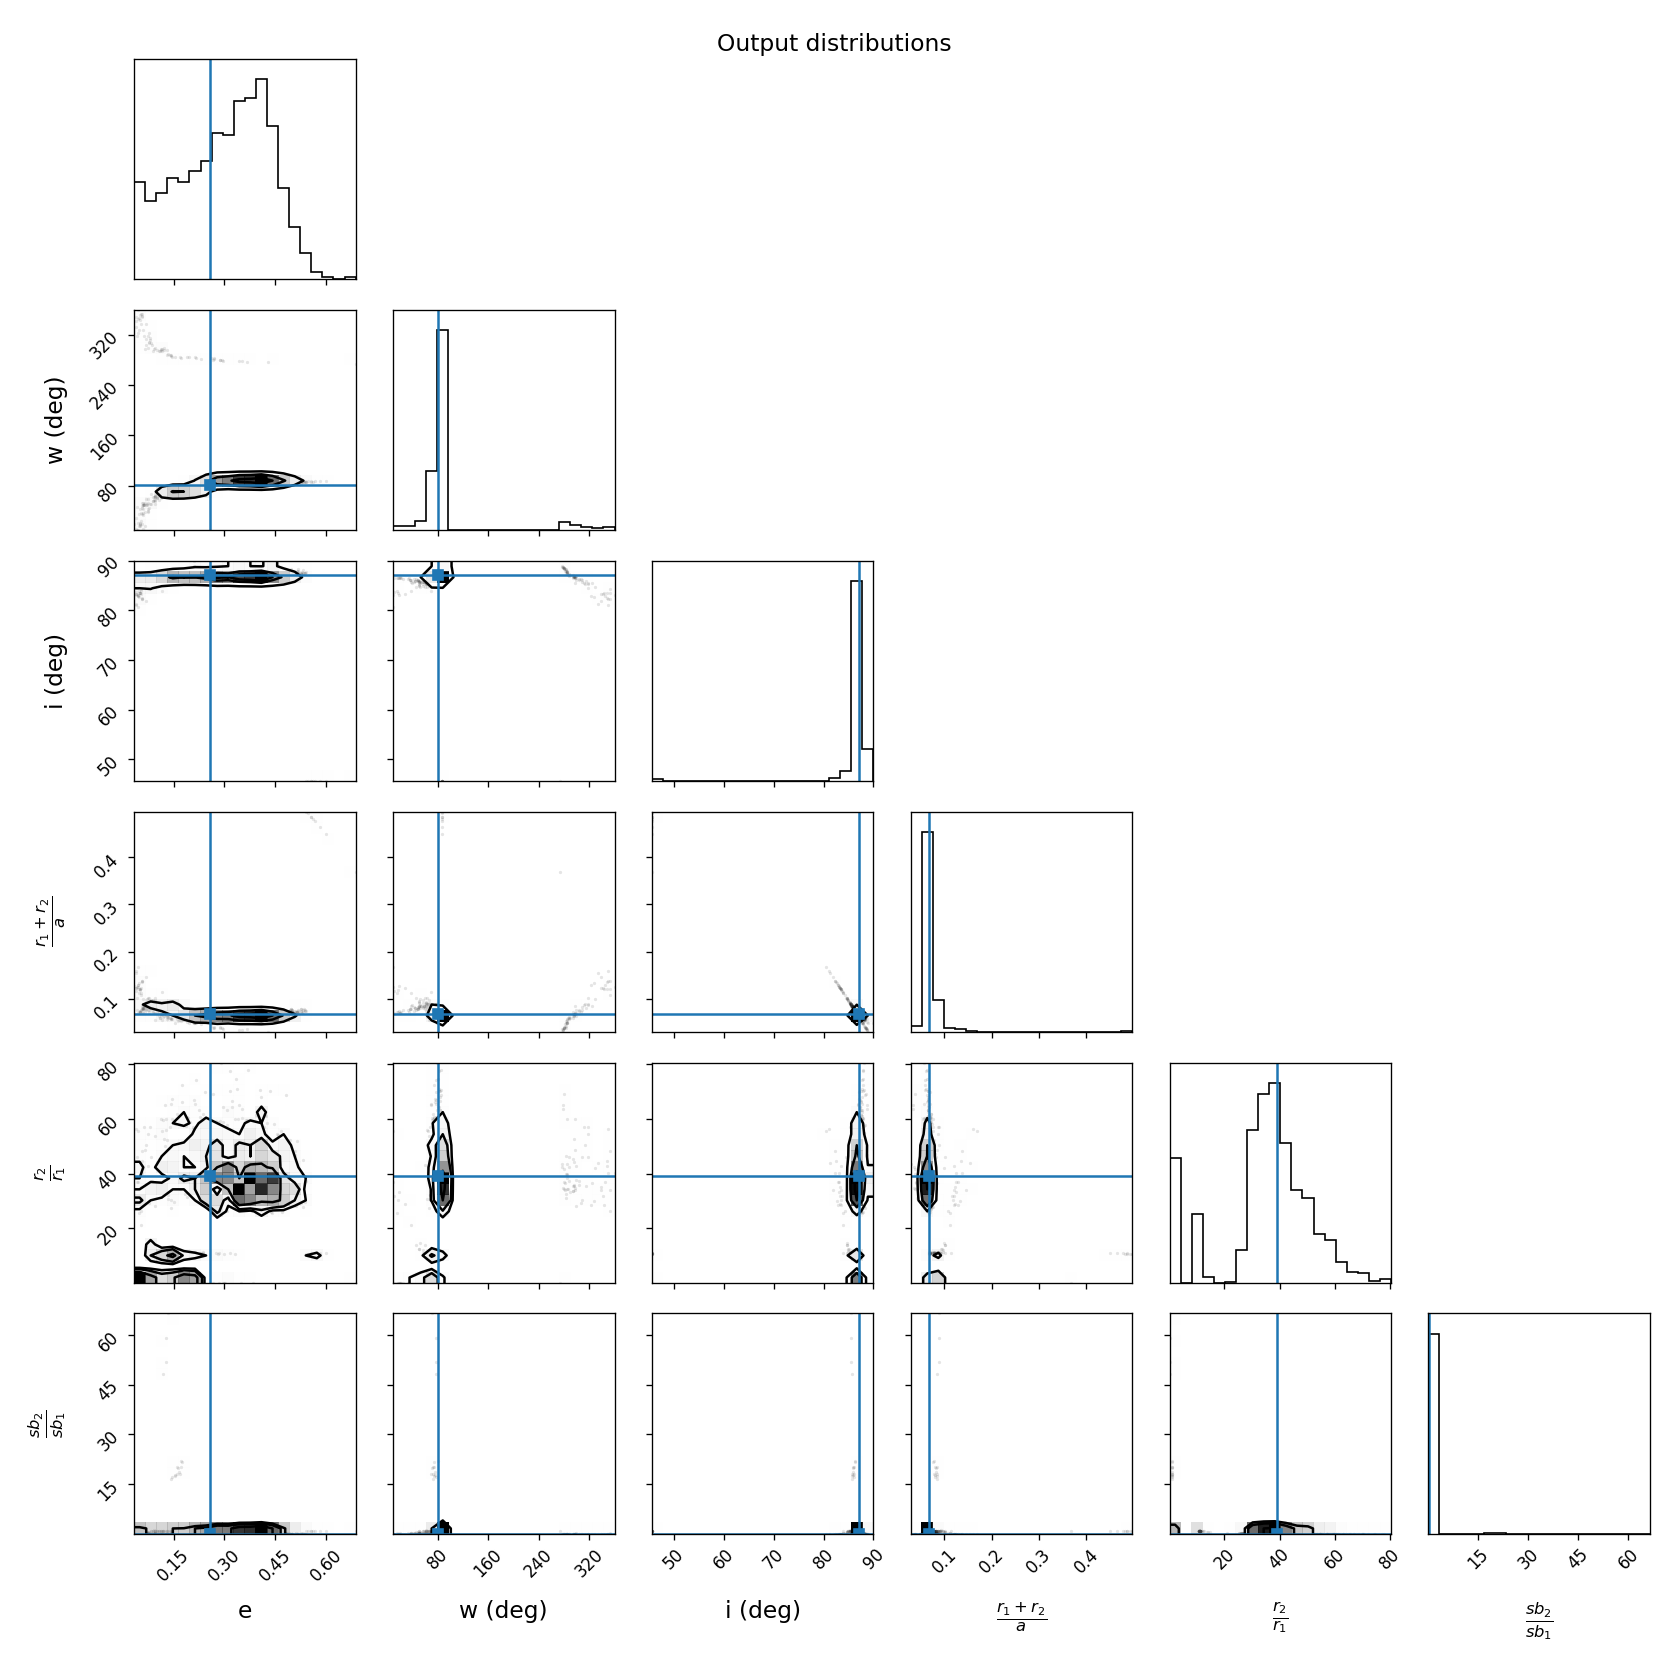 Output distributions
w (deg)
320
240
160
80
i (deg)
90
80
70
60
50
r₁ + r₂
a
0.4
0.3
0.2
0.1
r₂
r₁
80
60
40
20
sb₂
sb₁
60
45
30
15
0.15 0.30 0.45 0.60 80 160 240 320 50 60 70 80 90 0.1 0.2 0.3 0.4 20 40 60 80 15 30 45 60
e w (deg) i (deg) r₁ + r₂ r₂ sb₂
a r₁ sb₁